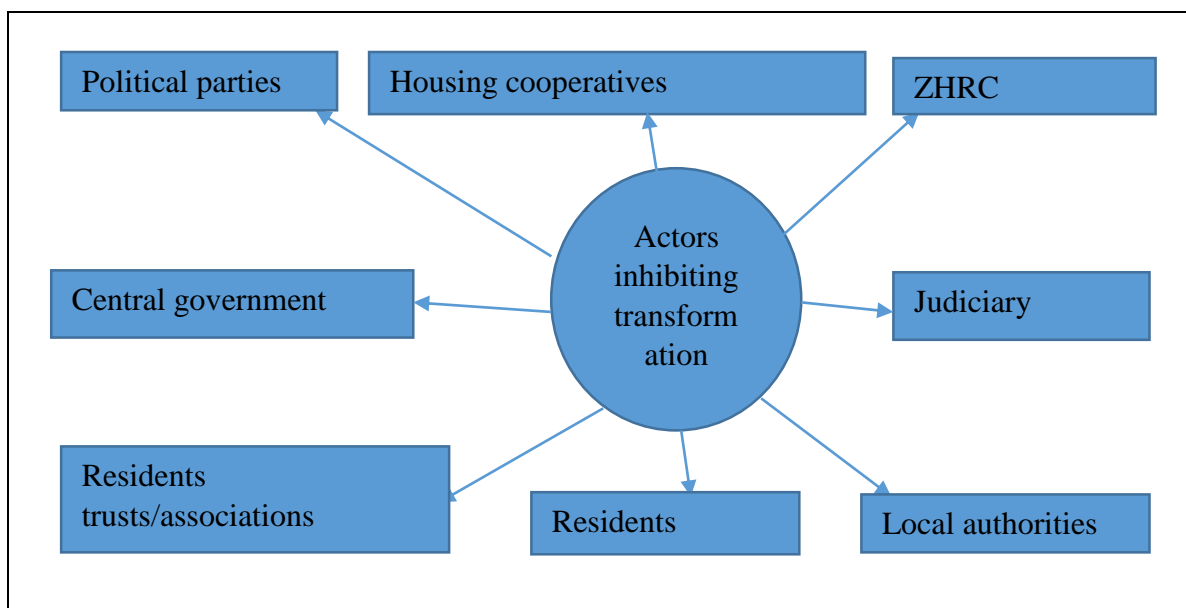 Political parties
Housing cooperatives
ZHRC
Actors
inhibiting
transform
ation
Central government
Judiciary
Residents
trusts/associations
Residents
Local authorities